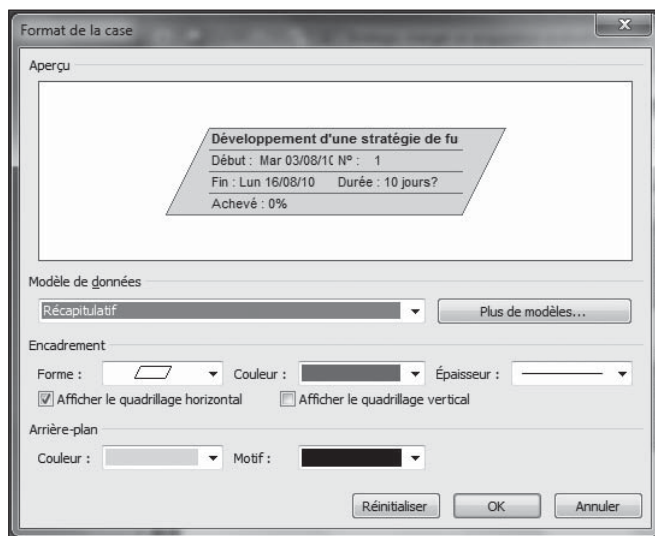 Format de la case
Aperçu
Développement d'une stratégie de fu
Début : Mar 03/08/10 Nº : 1
Fin : Lun 16/08/10 Durée : 10 jours?
Achevé : 0%
Modèle de données
Récapitulatif
Plus de modèles...
Encadrement
Forme : Couleur : Épaisseur :
Afficher le quadrillage horizontal Afficher le quadrillage vertical
Arrière-plan
Couleur : Motif :
Réinitialiser OK Annuler